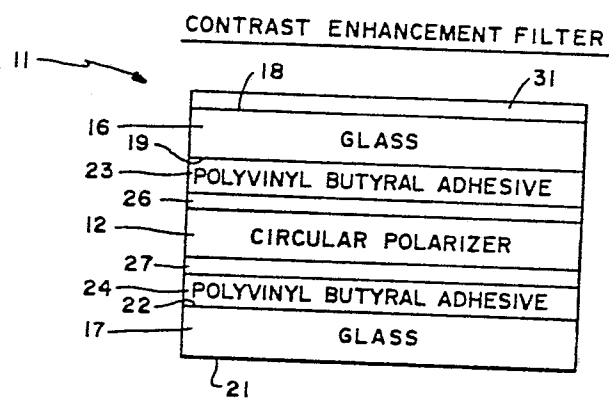 CONTRAST ENHANCEMENT FILTER
11
18
31
16
GLASS
19
23
POLYVINYL BUTYRAL ADHESIVE
26
12
CIRCULAR POLARIZER
27
24
POLYVINYL BUTYRAL ADHESIVE
22
17
GLASS
21